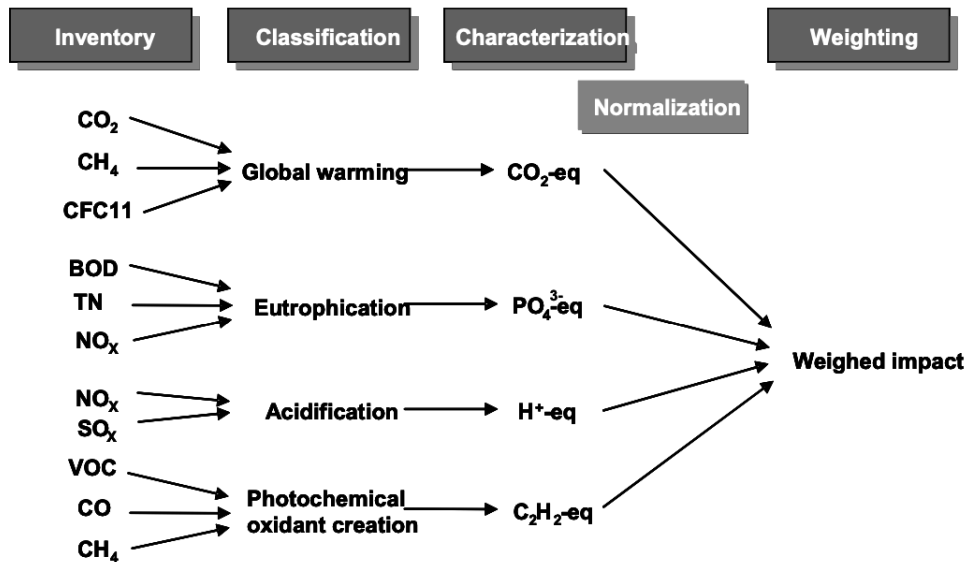 Inventory
Classification
Characterization
Weighting
Normalization
CO₂
CH₄
CFC11
Global warming
CO₂-eq
BOD
TN
NOₓ
Eutrophication
PO₄³⁻-eq
NOₓ
SOₓ
Acidification
H⁺-eq
Weighed impact
VOC
CO
CH₄
Photochemical
oxidant creation
C₂H₂-eq